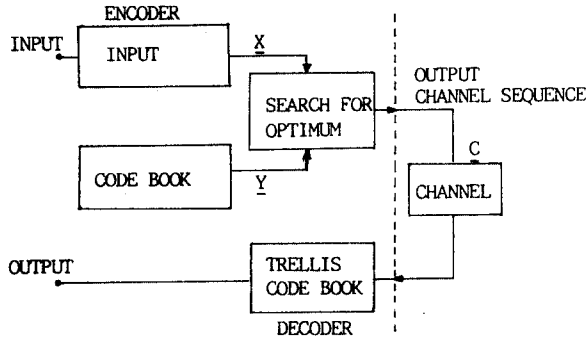 ENCODER
INPUT
INPUT
X
OUTPUT
CHANNEL SEQUENCE
SEARCH FOR
OPTIMUM
C
CODE BOOK
Y
CHANNEL
OUTPUT
TRELLIS
CODE BOOK
DECODER